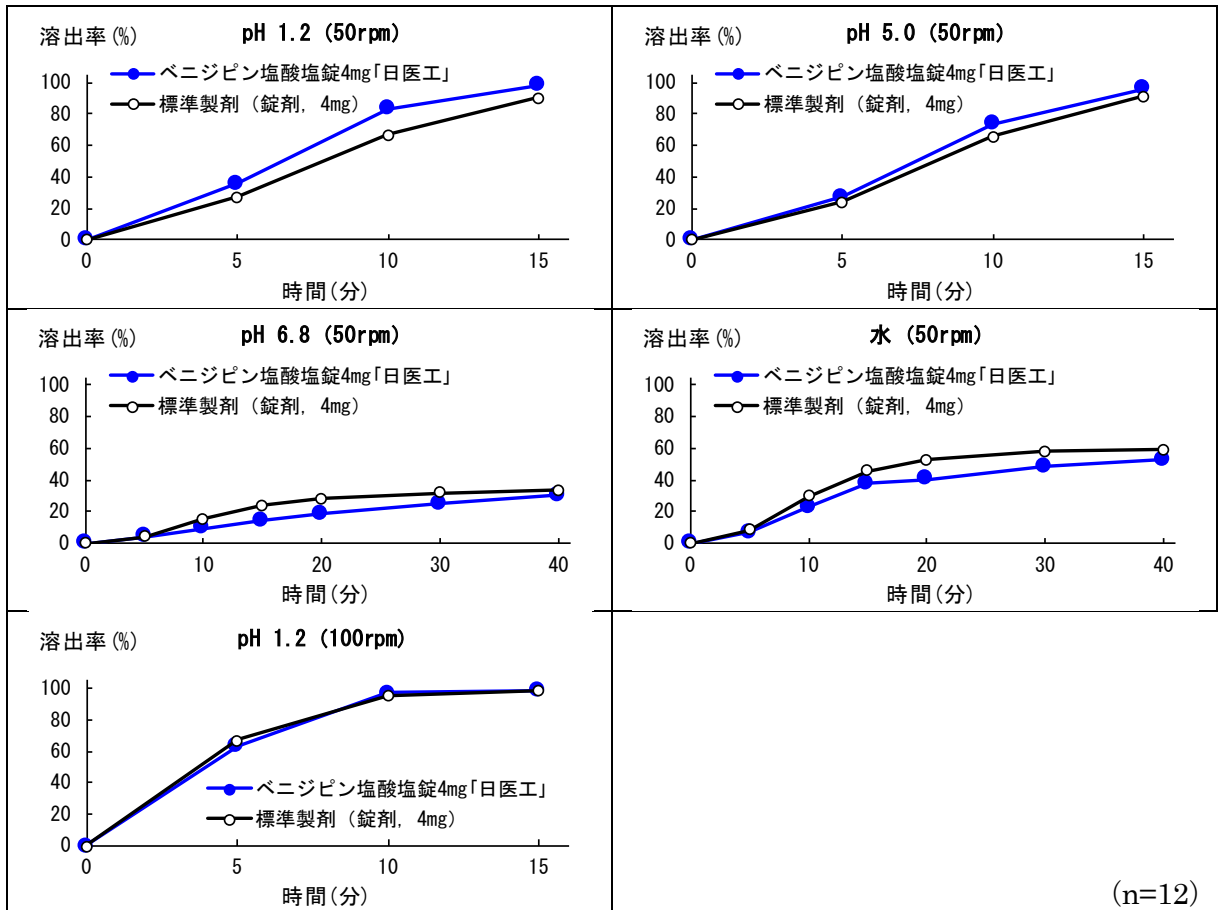 溶出率(%)
pH 1.2 (50rpm)
ベニジピン塩酸塩錠4mg「日医工」
標準製剤（錠剤, 4mg）
100
80
60
40
20
0
0 5 10 15
時間(分)
溶出率(%)
pH 5.0 (50rpm)
ベニジピン塩酸塩錠4mg「日医工」
標準製剤（錠剤, 4mg）
100
80
60
40
20
0
0 5 10 15
時間(分)
溶出率(%)
pH 6.8 (50rpm)
ベニジピン塩酸塩錠4mg「日医工」
標準製剤（錠剤, 4mg）
100
80
60
40
20
0
0 10 20 30 40
時間(分)
溶出率(%)
水 (50rpm)
ベニジピン塩酸塩錠4mg「日医工」
標準製剤（錠剤, 4mg）
100
80
60
40
20
0
0 10 20 30 40
時間(分)
溶出率(%)
pH 1.2 (100rpm)
100
80
60
40
20
0
ベニジピン塩酸塩錠4mg「日医工」
標準製剤（錠剤, 4mg）
0 5 10 15
時間(分)
(n=12)